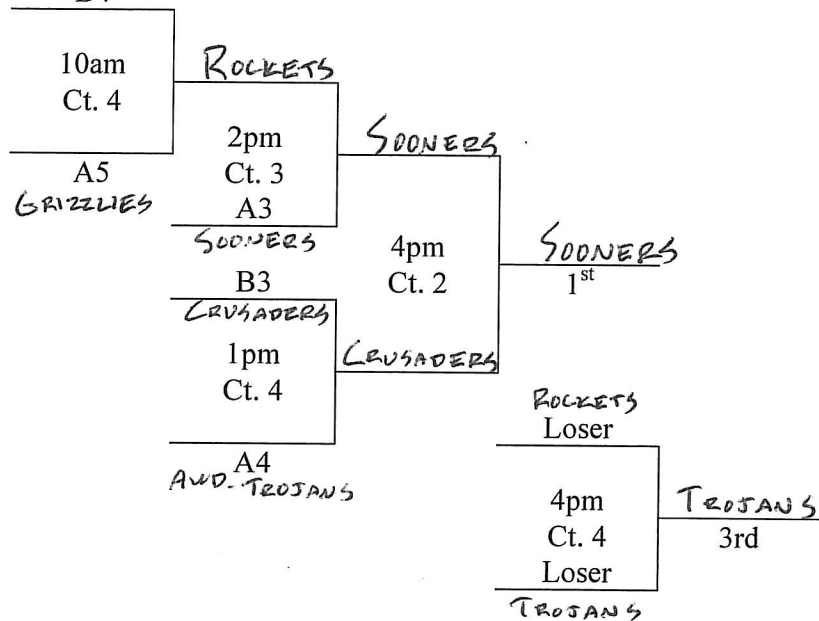 10am
Ct. 4
ROCKETS
A5
GRIZZLIES
2pm
Ct. 3
A3
SOONERS
SOONERS
B3
CRUSADERS
1pm
Ct. 4
A4
AWD-TROJANS
CRUSADERS
4pm
Ct. 2
SOONERS
1st
ROCKETS
Loser
4pm
Ct. 4
Loser
TROJANS
TROJANS
3rd